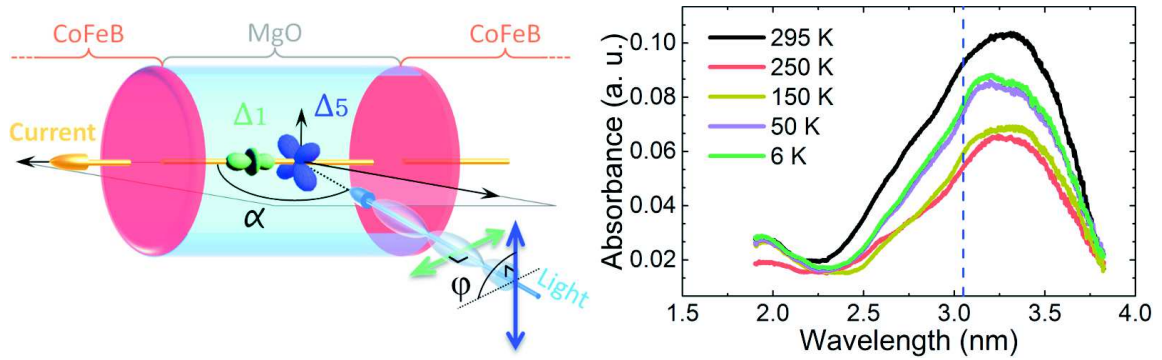 CoFeB MgO CoFeB
Δ1 Δ5
Current
α
φ
Light
Absorbance (a. u.)
0.10
0.08
0.06
0.04
0.02
295 K
250 K
150 K
50 K
6 K
1.5 2.0 2.5 3.0 3.5 4.0
Wavelength (nm)